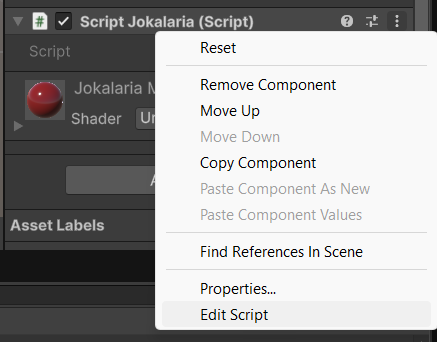 Script Jokalaria (Script)
Reset
Script
Remove Component
Jokalaria M
Move Up
Shader
Move Down
Copy Component
Paste Component As New
Paste Component Values
Asset Labels
Find References In Scene
Properties...
Edit Script